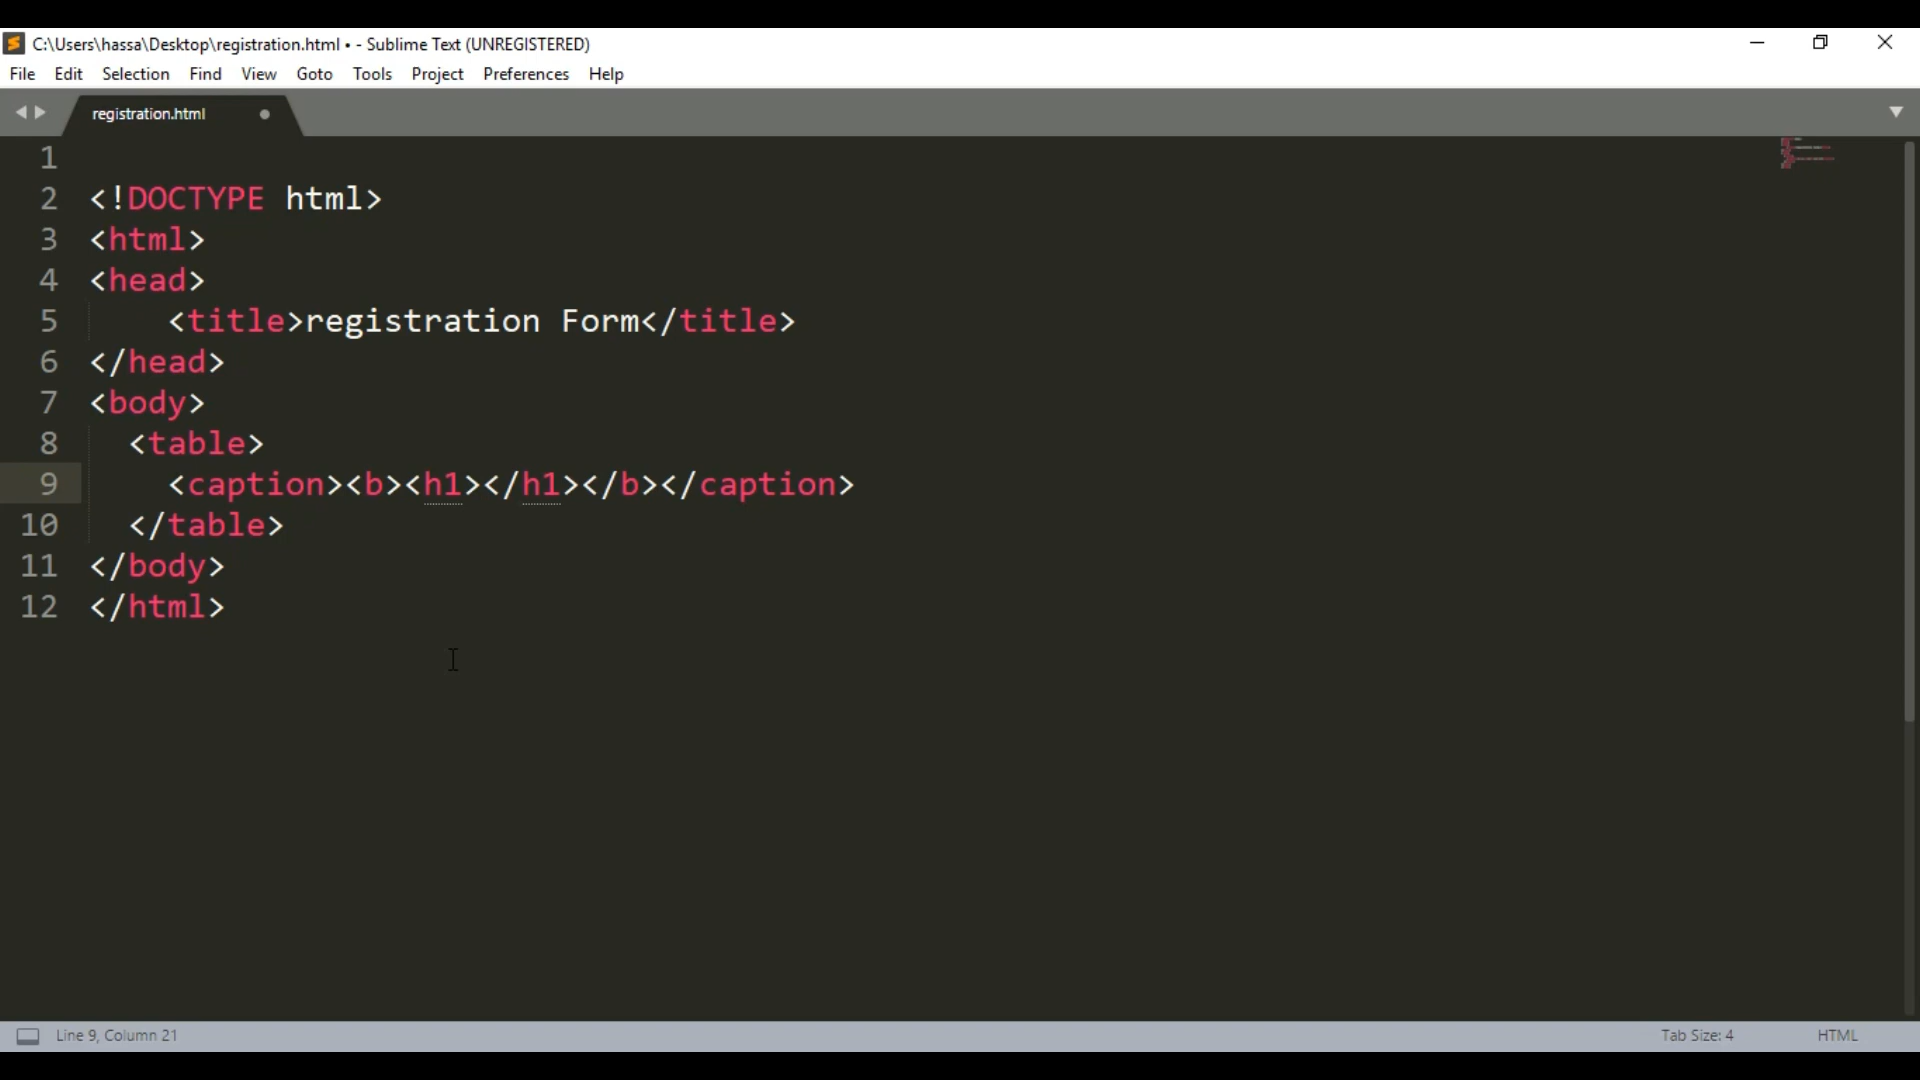 C:\Users\hassa\Desktop\registration.html • - Sublime Text (UNREGISTERED)
File Edit Selection Find View Goto Tools Project Preferences Help
registration.html
1
2 <!DOCTYPE html>
3 <html>
4 <head>
5 <title>registration Form</title>
6 </head>
7 <body>
8 <table>
9 <caption><b><h1></h1></b></caption>
10 </table>
11 </body>
12 </html>
Line 9, Column 21 Tab Size: 4 HTML